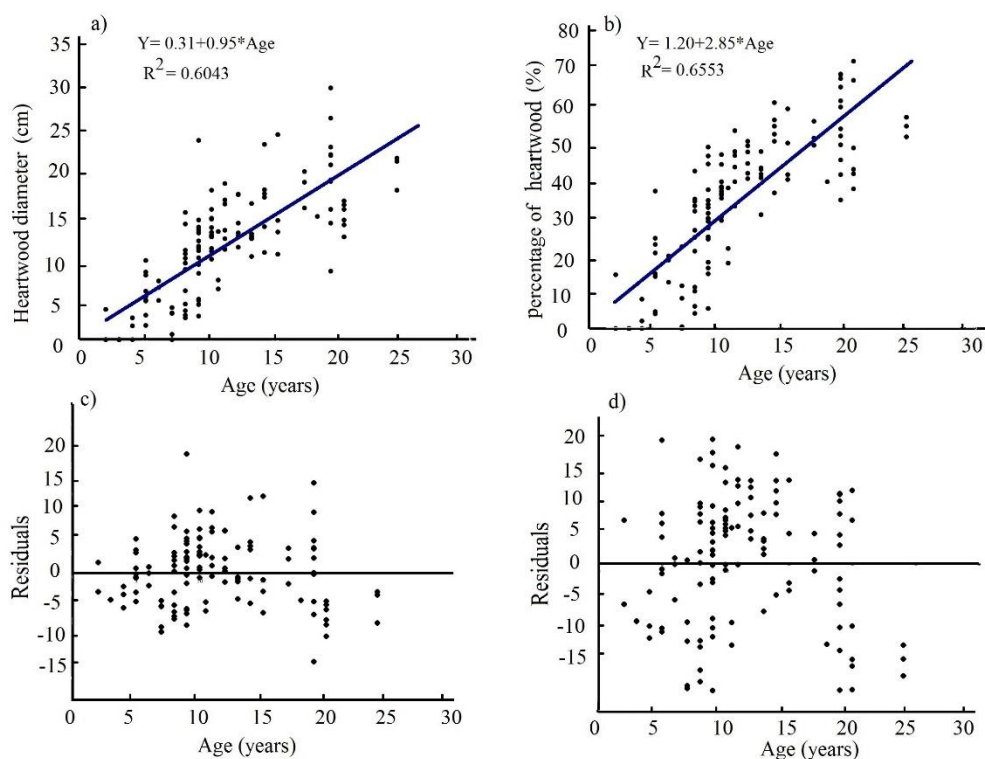 a)
Y= 0.31+0.95*Age
R2 = 0.6043
35
30
25
20
15
10
5
0
Heartwood diameter (cm)
0 5 10 15 20 25 30
Age (years)
b)
Y= 1.20+2.85*Age
R2 = 0.6553
70
60
50
40
30
20
10
0
Percentage of heartwood (%)
0 5 10 15 20 25 30
Age (years)
c)
20
15
10
5
0
-5
-10
-15
Residuals
0 5 10 15 20 25 30
Age (years)
d)
20
15
10
5
0
-5
-10
-15
Residuals
0 5 10 15 20 25 30
Age (years)